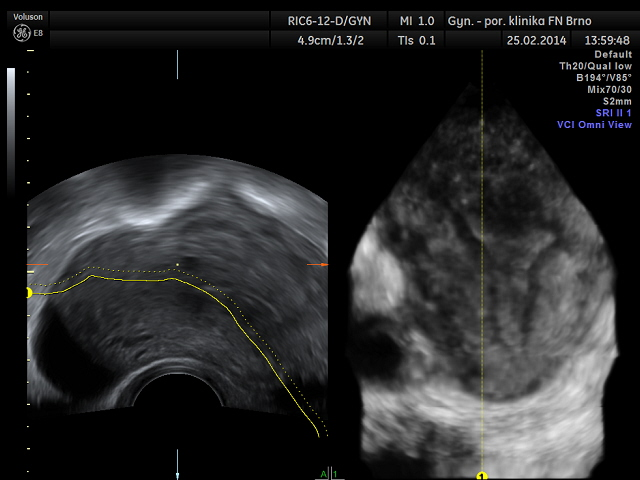 Voluson
E8
RIC6-12-D/GYN
MI 1.0
Gyn. - por. klinika FN Brno
4.9cm/1.3/2
TIs 0.1
25.02.2014
13:59:48
Default
Th20/Qual low
B194°/V85°
Mix70/30
S2mm
SRI II 1
VCI Omni View
1
A 1
1